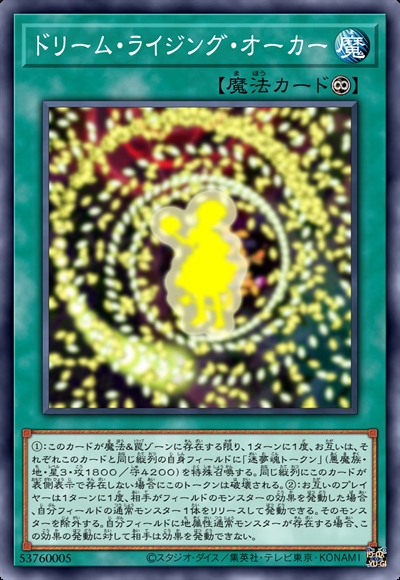 ドリーム・ライジング・オーカー
魔
【魔法カード】
①：このカードが魔法&罠ゾーンに存在する限り、1ターンに1度、お互いは、それ
ぞれこのカードと同じ縦列の自身フィールドに「迷夢魂トークン」（悪魔族・
地・星3・攻1800／守4200）を特殊召喚する。同じ縦列にこのカードが
表側表示で存在しない場合にこのトークンは破壊される。②：お互いのプレ
イヤーは1ターンに1度、相手がフィールドのモンスターの効果を発動した場合
、自分フィールドの通常モンスター1体をリリースして発動できる。そのモンス
ターを除外する。自分フィールドに地属性通常モンスターが存在する場合、こ
の効果の発動に対して相手は効果を発動できない。
53760005
©スタジオ・ダイス／集英社・テレビ東京・KONAMI